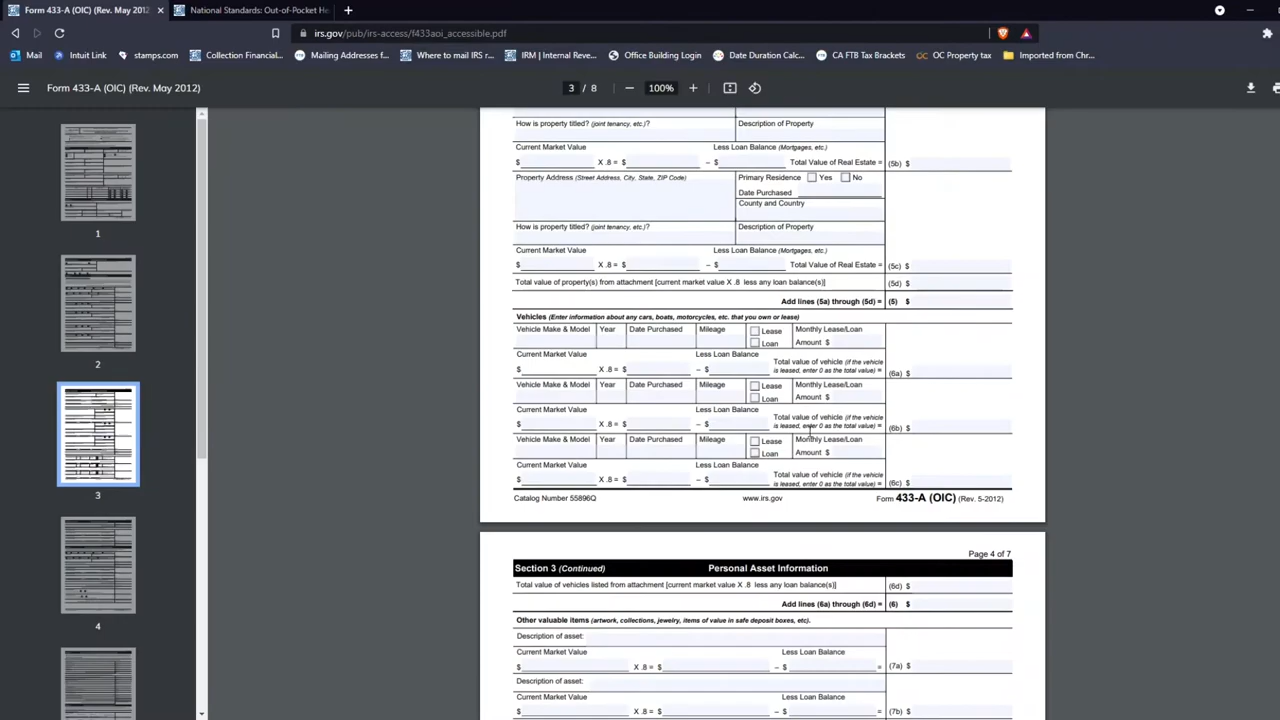 Form 433-A (OIC) (Rev. May 2012)
National Standards: Out-of-Pocket He
irs.gov/pub/irs-access/f433aoi_accessible.pdf
Mail
Intuit Link
stamps.com
Collection Financial...
Mailing Addresses f...
Where to mail IRS r...
IRM | Internal Reven...
Office Building Loan
Date Duration Calc...
CA FTB Tax Brackets
OC Property tax
Imported from Chr...
Form 433-A (OIC) (Rev. May 2012)
3 / 8
100%
1
2
3
4
How is property titled? (joint tenancy, etc.)? Description of Property
Current Market Value Less Loan Balance (Mortgages, etc.)
$ X .8 = $ – $ Total Value of Real Estate = (5b) $
Property Address (Street Address, City, State, ZIP Code) Primary Residence Yes No
Date Purchased
County and Country
How is property titled? (joint tenancy, etc.)? Description of Property
Current Market Value Less Loan Balance (Mortgages, etc.)
$ X .8 = $ – $ Total Value of Real Estate = (5c) $
Total value of property(s) from attachment [current market value X .8 less any loan balance(s)] (5d) $
Add lines (5a) through (5d) = (5) $
Vehicles (Enter information about any cars, boats, motorcycles, etc. that you own or lease)
Vehicle Make & Model Year Date Purchased Mileage Lease Monthly Lease/Loan
Loan Amount $
Current Market Value Less Loan Balance Total value of vehicle (if the vehicle
$ X .8 = $ – $ is leased, enter 0 as the total value) = (6a) $
Vehicle Make & Model Year Date Purchased Mileage Lease Monthly Lease/Loan
Loan Amount $
Current Market Value Less Loan Balance Total value of vehicle (if the vehicle
$ X .8 = $ – $ is leased, enter 0 as the total value) = (6b) $
Vehicle Make & Model Year Date Purchased Mileage Lease Monthly Lease/Loan
Loan Amount $
Current Market Value Less Loan Balance Total value of vehicle (if the vehicle
$ X .8 = $ – $ is leased, enter 0 as the total value) = (6c) $
Catalog Number 55896Q www.irs.gov Form 433-A (OIC) (Rev. 5-2012)
Page 4 of 7
Section 3 (Continued) Personal Asset Information
Total value of vehicles listed from attachment [current market value X .8 less any loan balance(s)] (6d) $
Add lines (6a) through (6d) = (6) $
Other valuable items (artwork, collections, jewelry, items of value in safe deposit boxes, etc).
Description of asset:
Current Market Value Less Loan Balance
$ X .8 = $ – $ = (7a) $
Description of asset:
Current Market Value Less Loan Balance
$ X .8 = $ – $ = (7b) $